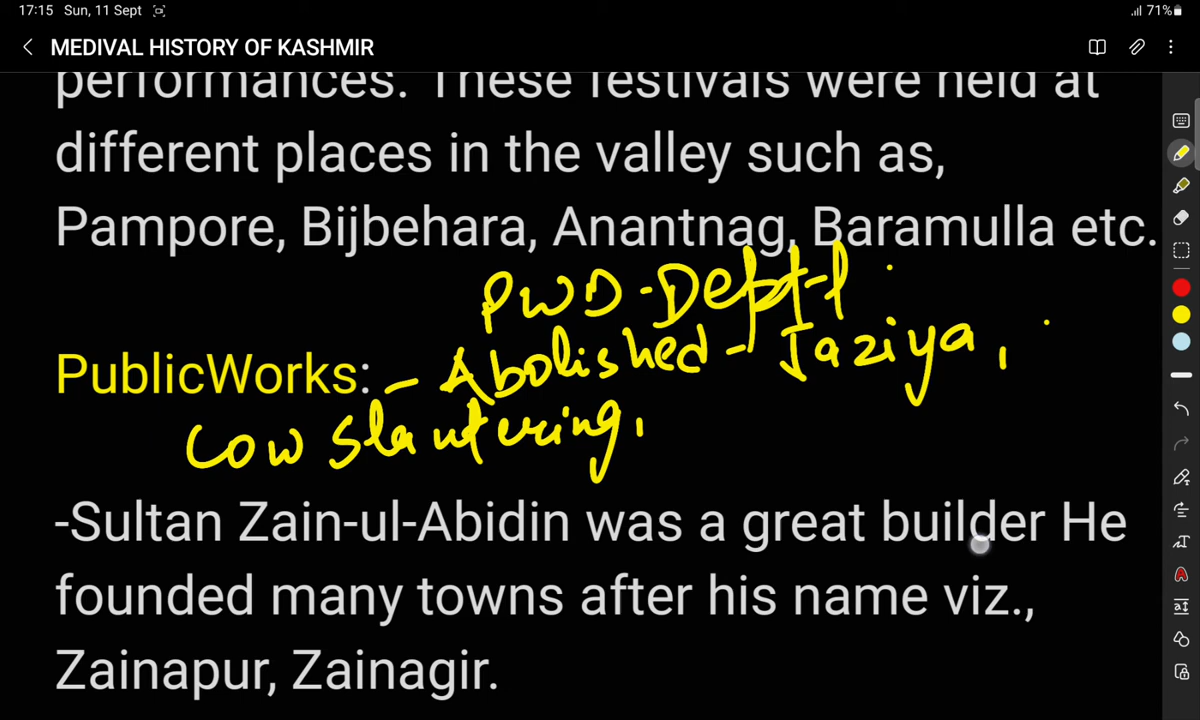 17:15 Sun, 11 Sept 71%
MEDIVAL HISTORY OF KASHMIR
performances. These festivals were held at
different places in the valley such as,
Pampore, Bijbehara, Anantnag, Baramulla etc.
PWD-Dept-
PublicWorks: - Abolished - Jaziya,
Cow Slautering,
-Sultan Zain-ul-Abidin was a great builder He
founded many towns after his name viz.,
Zainapur, Zainagir.